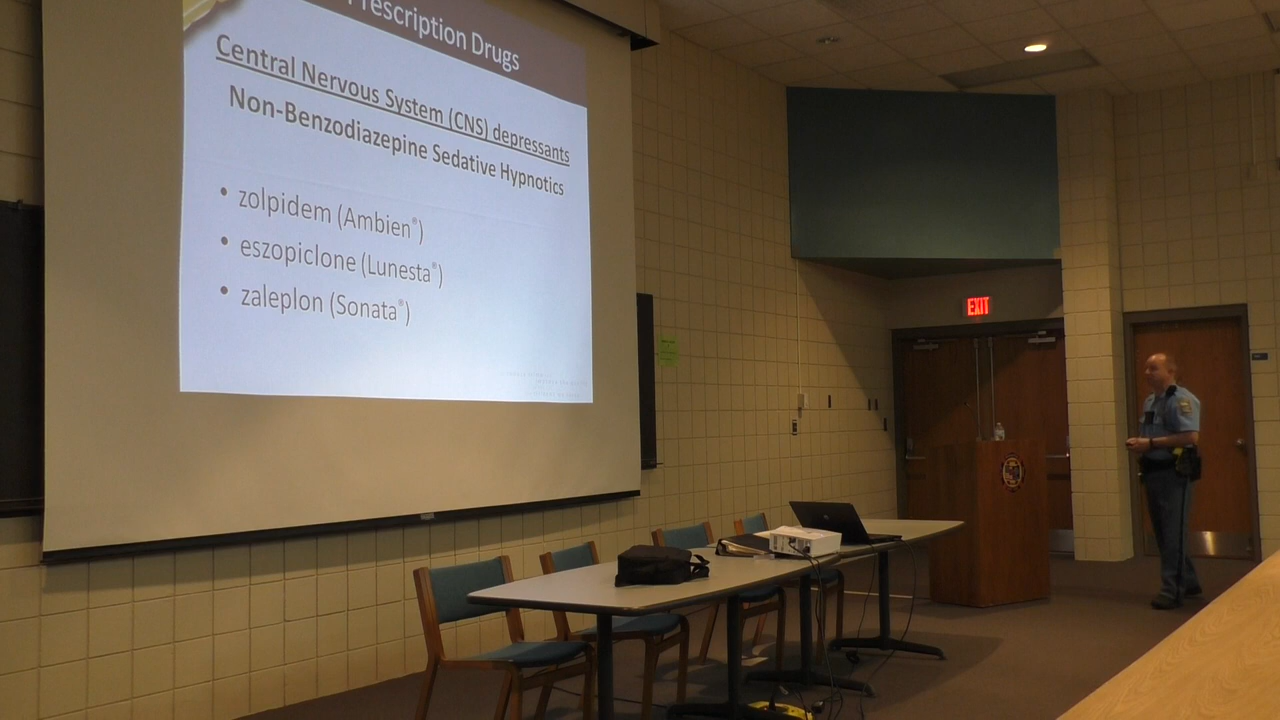 Prescription Drugs
Central Nervous System (CNS) depressants
Non-Benzodiazepine Sedative Hypnotics
• zolpidem (Ambien®)
• eszopiclone (Lunesta®)
• zaleplon (Sonata®)
EXIT